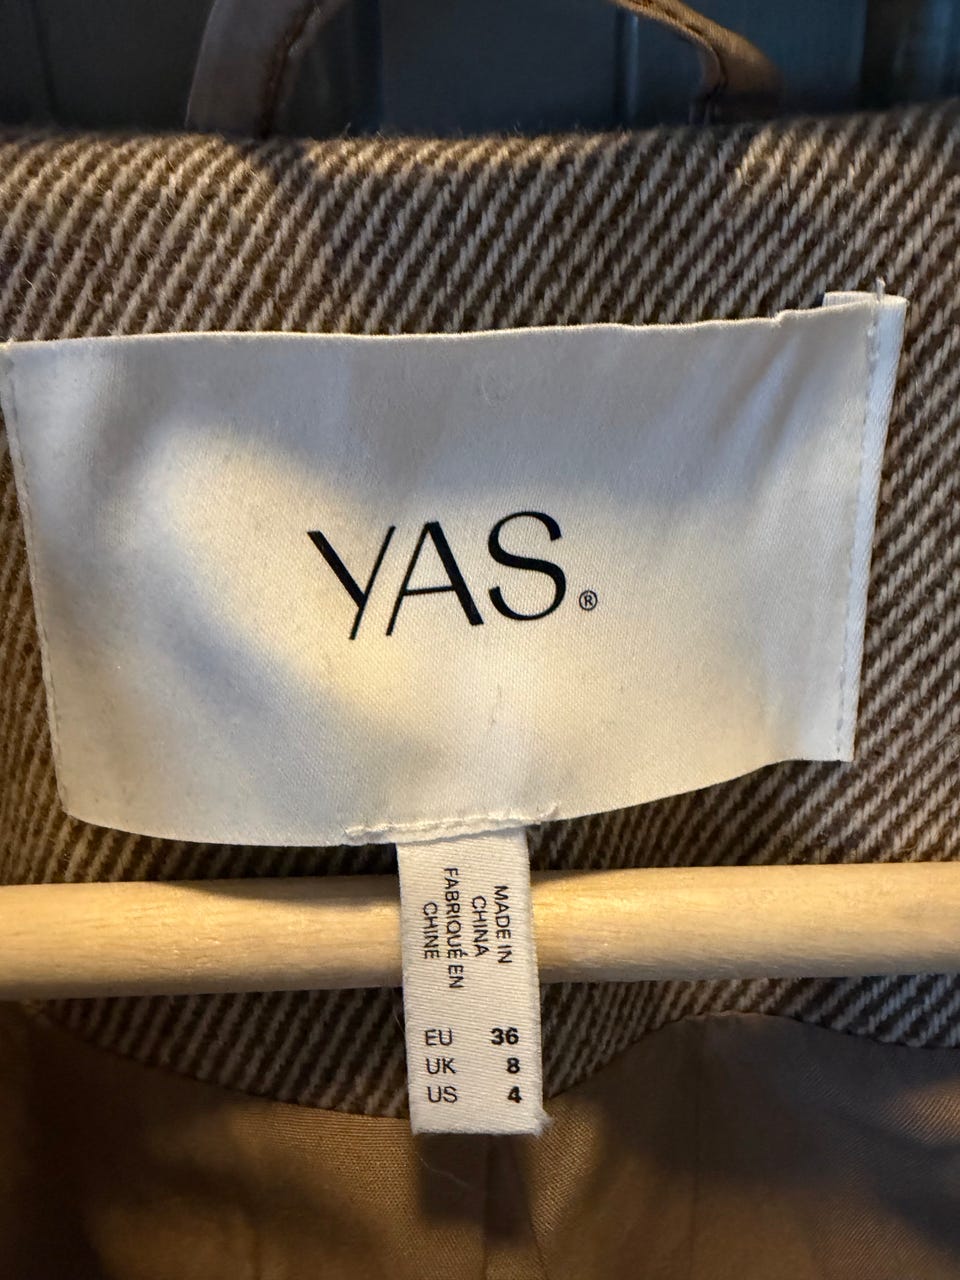 YAS®
MADE IN
CHINA
FABRIQUÉ EN
CHINE
EU 36
UK 8
US 4